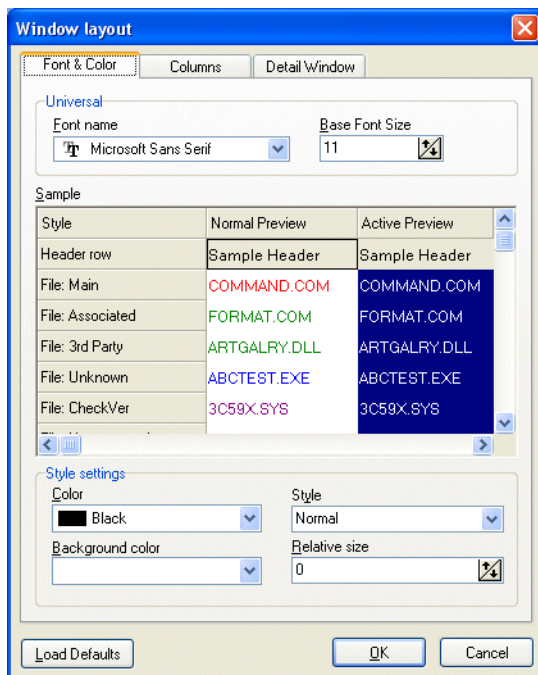 Window layout
Font & Color Columns Detail Window
Universal
Font name Base Font Size
Microsoft Sans Serif 11
Sample
Style Normal Preview Active Preview
Header row Sample Header Sample Header
File: Main COMMAND.COM COMMAND.COM
File: Associated FORMAT.COM FORMAT.COM
File: 3rd Party ARTGALRY.DLL ARTGALRY.DLL
File: Unknown ABCTEST.EXE ABCTEST.EXE
File: CheckVer 3C59X.SYS 3C59X.SYS
Style settings
Color Style
Black Normal
Background color Relative size
0
Load Defaults OK Cancel